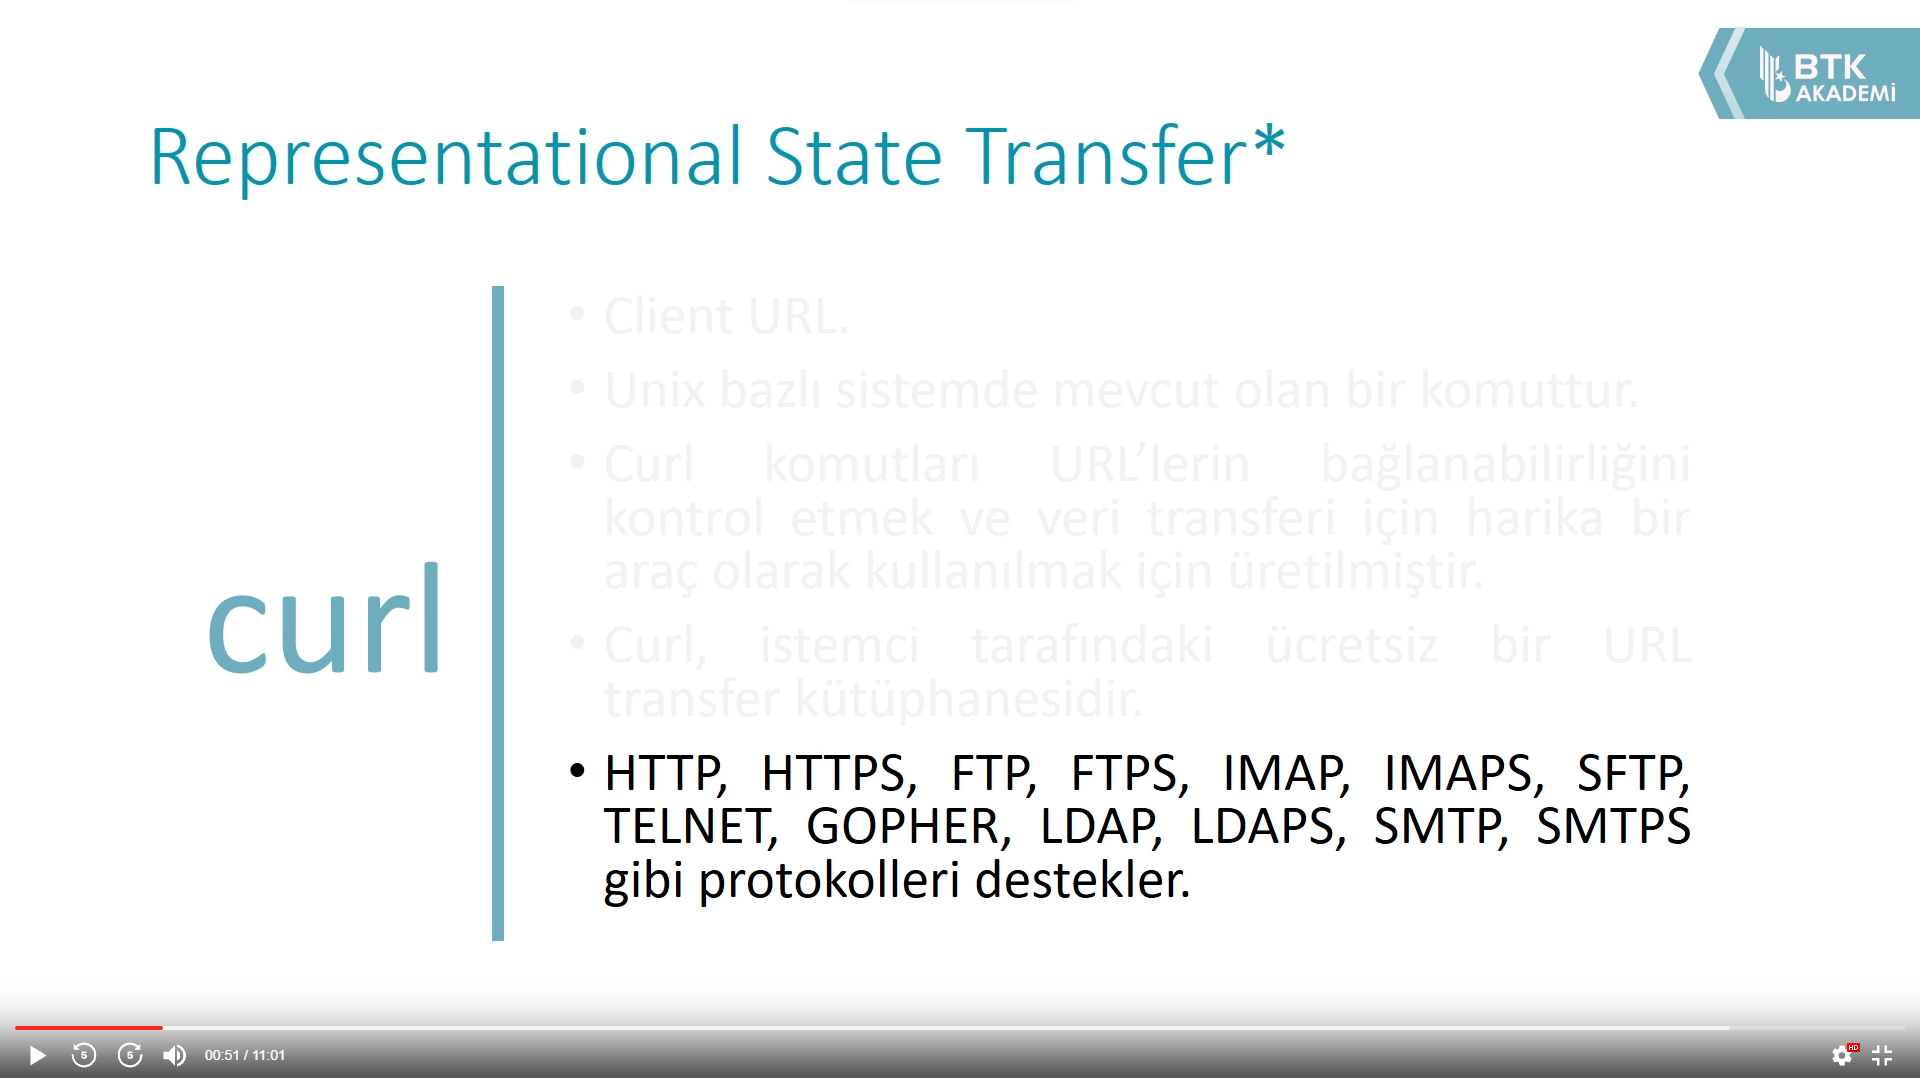 BTK
AKADEMİ
Representational State Transfer*
curl
• Client URL.
• Unix bazlı sistemde mevcut olan bir komuttur.
• Curl komutları URL’lerin bağlanabilirliğini
kontrol etmek ve veri transferi için harika bir
araç olarak kullanılmak için üretilmiştir.
• Curl, istemci tarafındaki ücretsiz bir URL
transfer kütüphanesidir.
• HTTP, HTTPS, FTP, FTPS, IMAP, IMAPS, SFTP,
TELNET, GOPHER, LDAP, LDAPS, SMTP, SMTPS
gibi protokolleri destekler.
5 5 00:51 / 11:01 HD